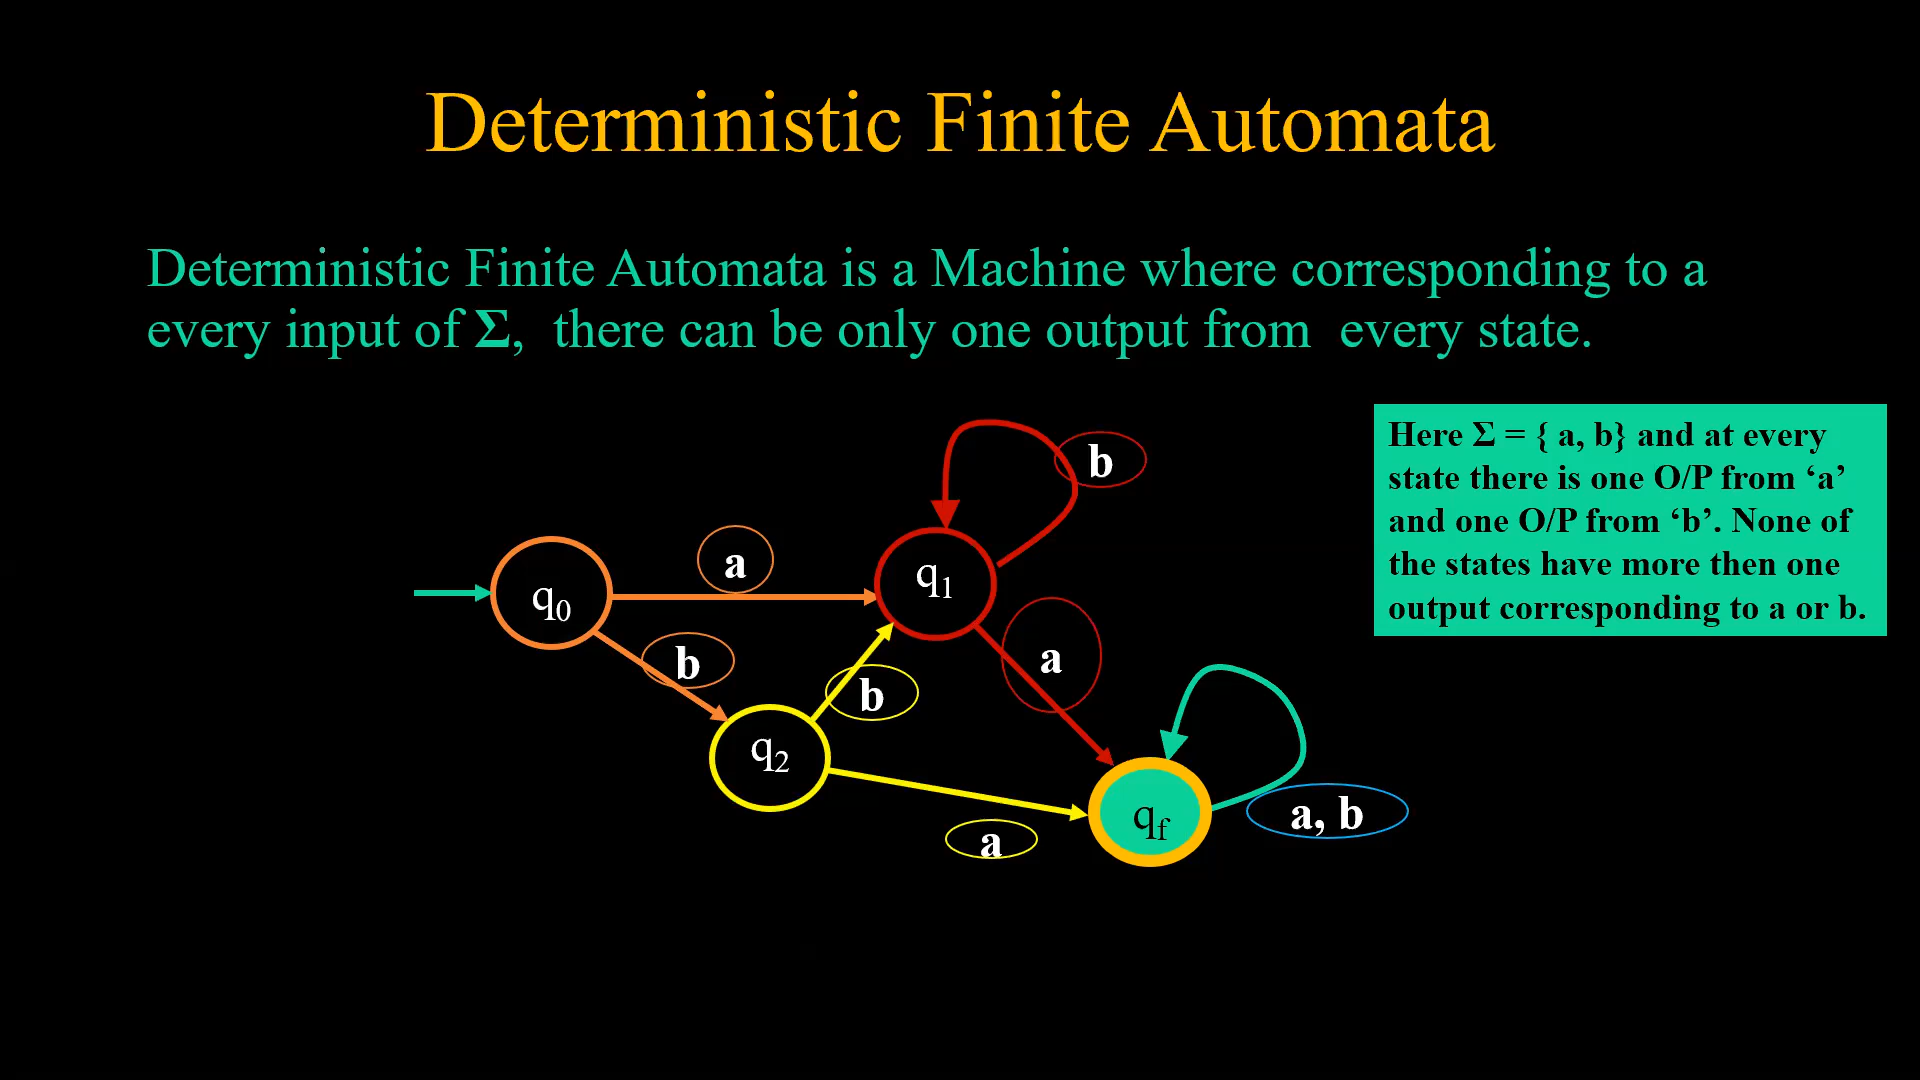 Deterministic Finite Automata
Deterministic Finite Automata is a Machine where corresponding to a
every input of Σ, there can be only one output from every state.
Here Σ = { a, b} and at every
state there is one O/P from ‘a’
and one O/P from ‘b’. None of
the states have more then one
output corresponding to a or b.
b
a
q₁
q₀
b
b
a
q₂
qf
a, b
a